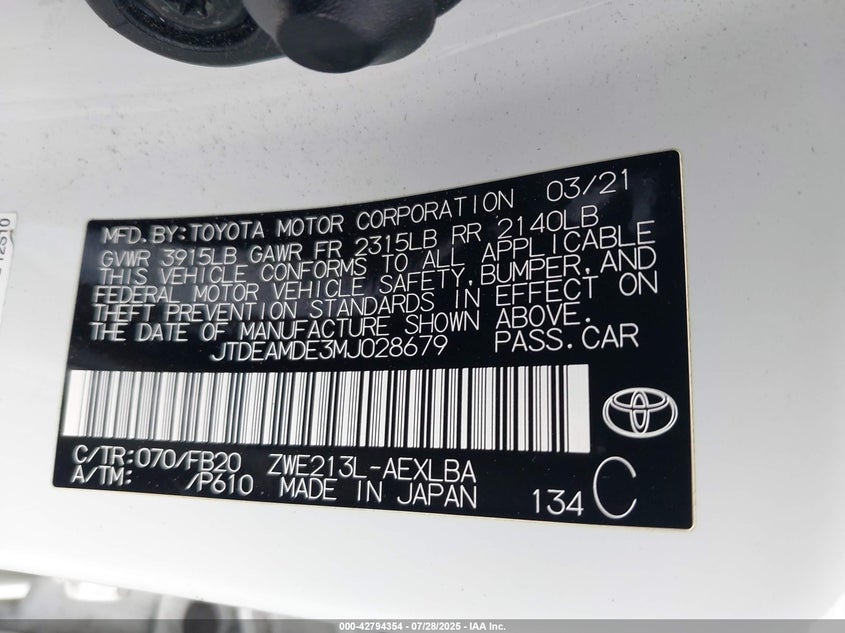 MFD. BY: TOYOTA MOTOR CORPORATION 03/21
GVWR 3915LB GAWR FR 2315LB RR 2140LB
THIS VEHICLE CONFORMS TO ALL APPLICABLE
FEDERAL MOTOR VEHICLE SAFETY, BUMPER, AND
THEFT PREVENTION STANDARDS IN EFFECT ON
THE DATE OF MANUFACTURE SHOWN ABOVE.
JTDEAMDE3MJ028679 PASS. CAR
C/TR: 070/FB20 ZWE213L-AEXLBA
A/TM: /P610 MADE IN JAPAN 134 C
000-42794354 / 07/28/2025 - IAA Inc.